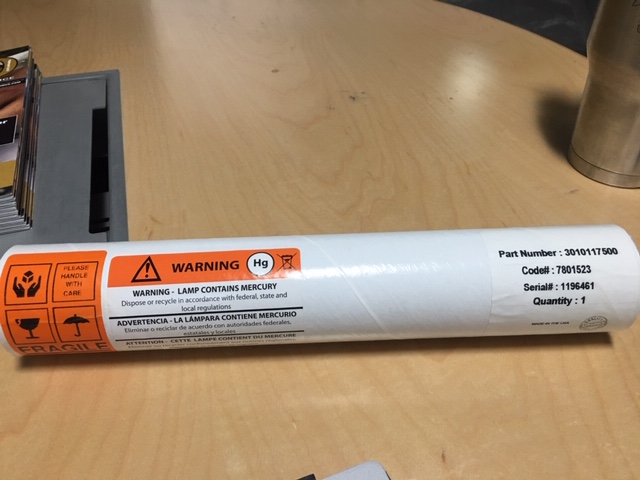 PLEASE
HANDLE
WITH
CARE
FRAGILE
WARNING Hg
WARNING - LAMP CONTAINS MERCURY
Dispose or recycle in accordance with federal, state and
local regulations
ADVERTENCIA - LA LÁMPARA CONTIENE MERCURIO
Eliminar o reciclar de acuerdo con autoridades federales,
estatales y locales
ATTENTION - CETTE LAMPE CONTIENT DU MERCURE
Part Number : 3010117500
Code# : 7801523
Serial# : 1196461
Quantity : 1
MADE IN THE USA